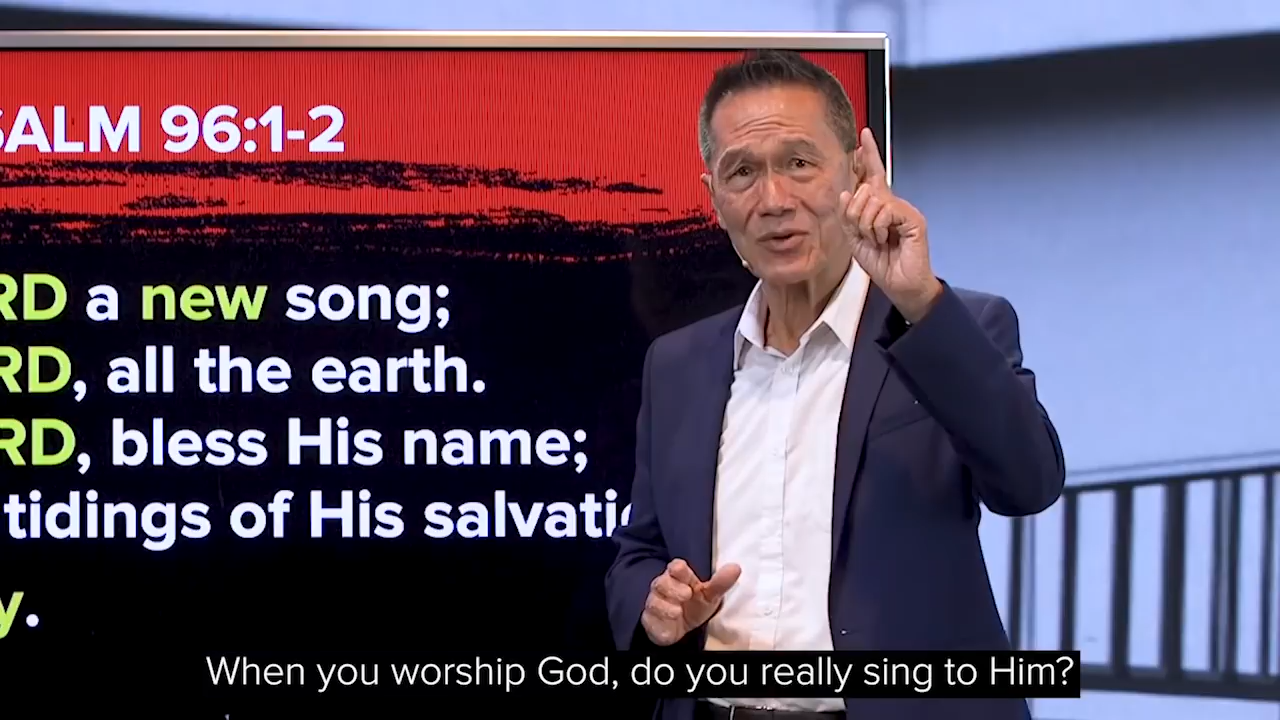 SALM 96:1-2
RD a new song;
RD, all the earth.
RD, bless His name;
tidings of His salvati
y.
When you worship God, do you really sing to Him?